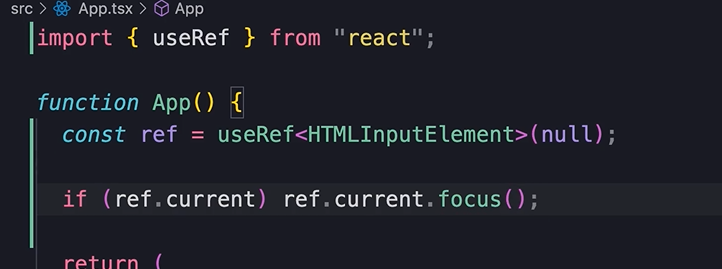 src > App.tsx > App
import { useRef } from "react";
function App() {
const ref = useRef<HTMLInputElement>(null);
if (ref.current) ref.current.focus();
return (